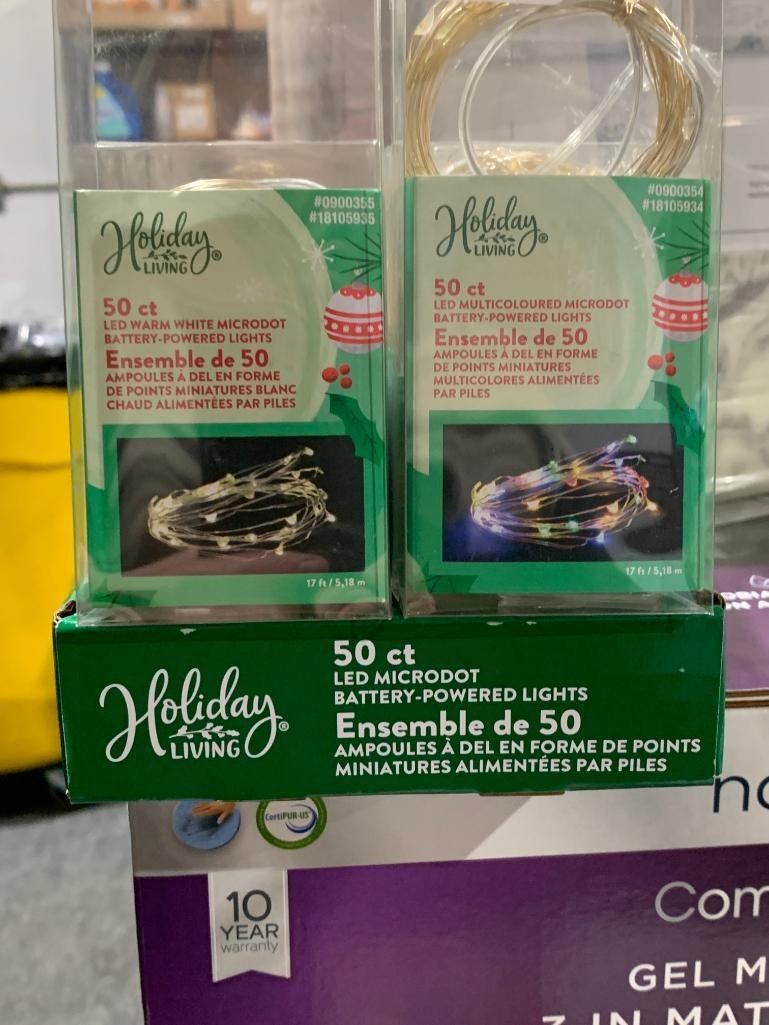 #0900355
#18105935
Holiday
LIVING®
50 ct
LED WARM WHITE MICRODOT
BATTERY-POWERED LIGHTS
Ensemble de 50
AMPOULES À DEL EN FORME
DE POINTS MINIATURES BLANC
CHAUD ALIMENTÉES PAR PILES
17 ft / 5,18 m
#0900354
#18105934
Holiday
LIVING®
50 ct
LED MULTICOLOURED MICRODOT
BATTERY-POWERED LIGHTS
Ensemble de 50
AMPOULES À DEL EN FORME
DE POINTS MINIATURES
MULTICOLORES ALIMENTÉES
PAR PILES
17 ft / 5,18 m
Holiday
LIVING®
50 ct
LED MICRODOT
BATTERY-POWERED LIGHTS
Ensemble de 50
AMPOULES À DEL EN FORME DE POINTS
MINIATURES ALIMENTÉES PAR PILES
CertiPUR-US
10
YEAR
warranty
Com
GEL M
3 IN MAT